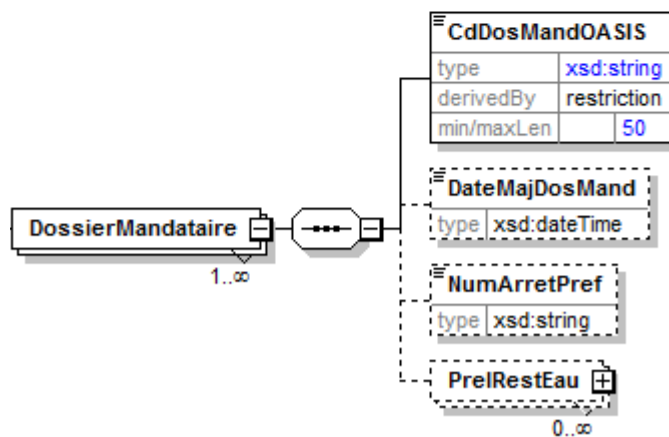 CdDosMandOASIS
type xsd:string
derivedBy restriction
min/maxLen 50
DateMajDosMand
type xsd:dateTime
DossierMandataire
1..∞
NumArretPref
type xsd:string
PrelRestEau
0..∞